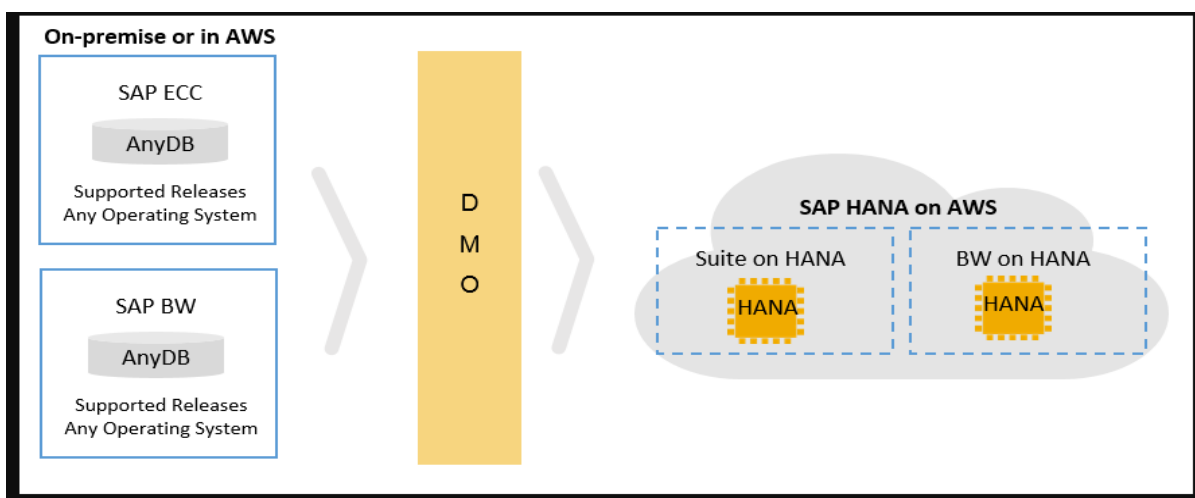 On-premise or in AWS
SAP ECC
AnyDB
Supported Releases
Any Operating System
SAP BW
AnyDB
Supported Releases
Any Operating System
D
M
O
SAP HANA on AWS
Suite on HANA
HANA
BW on HANA
HANA